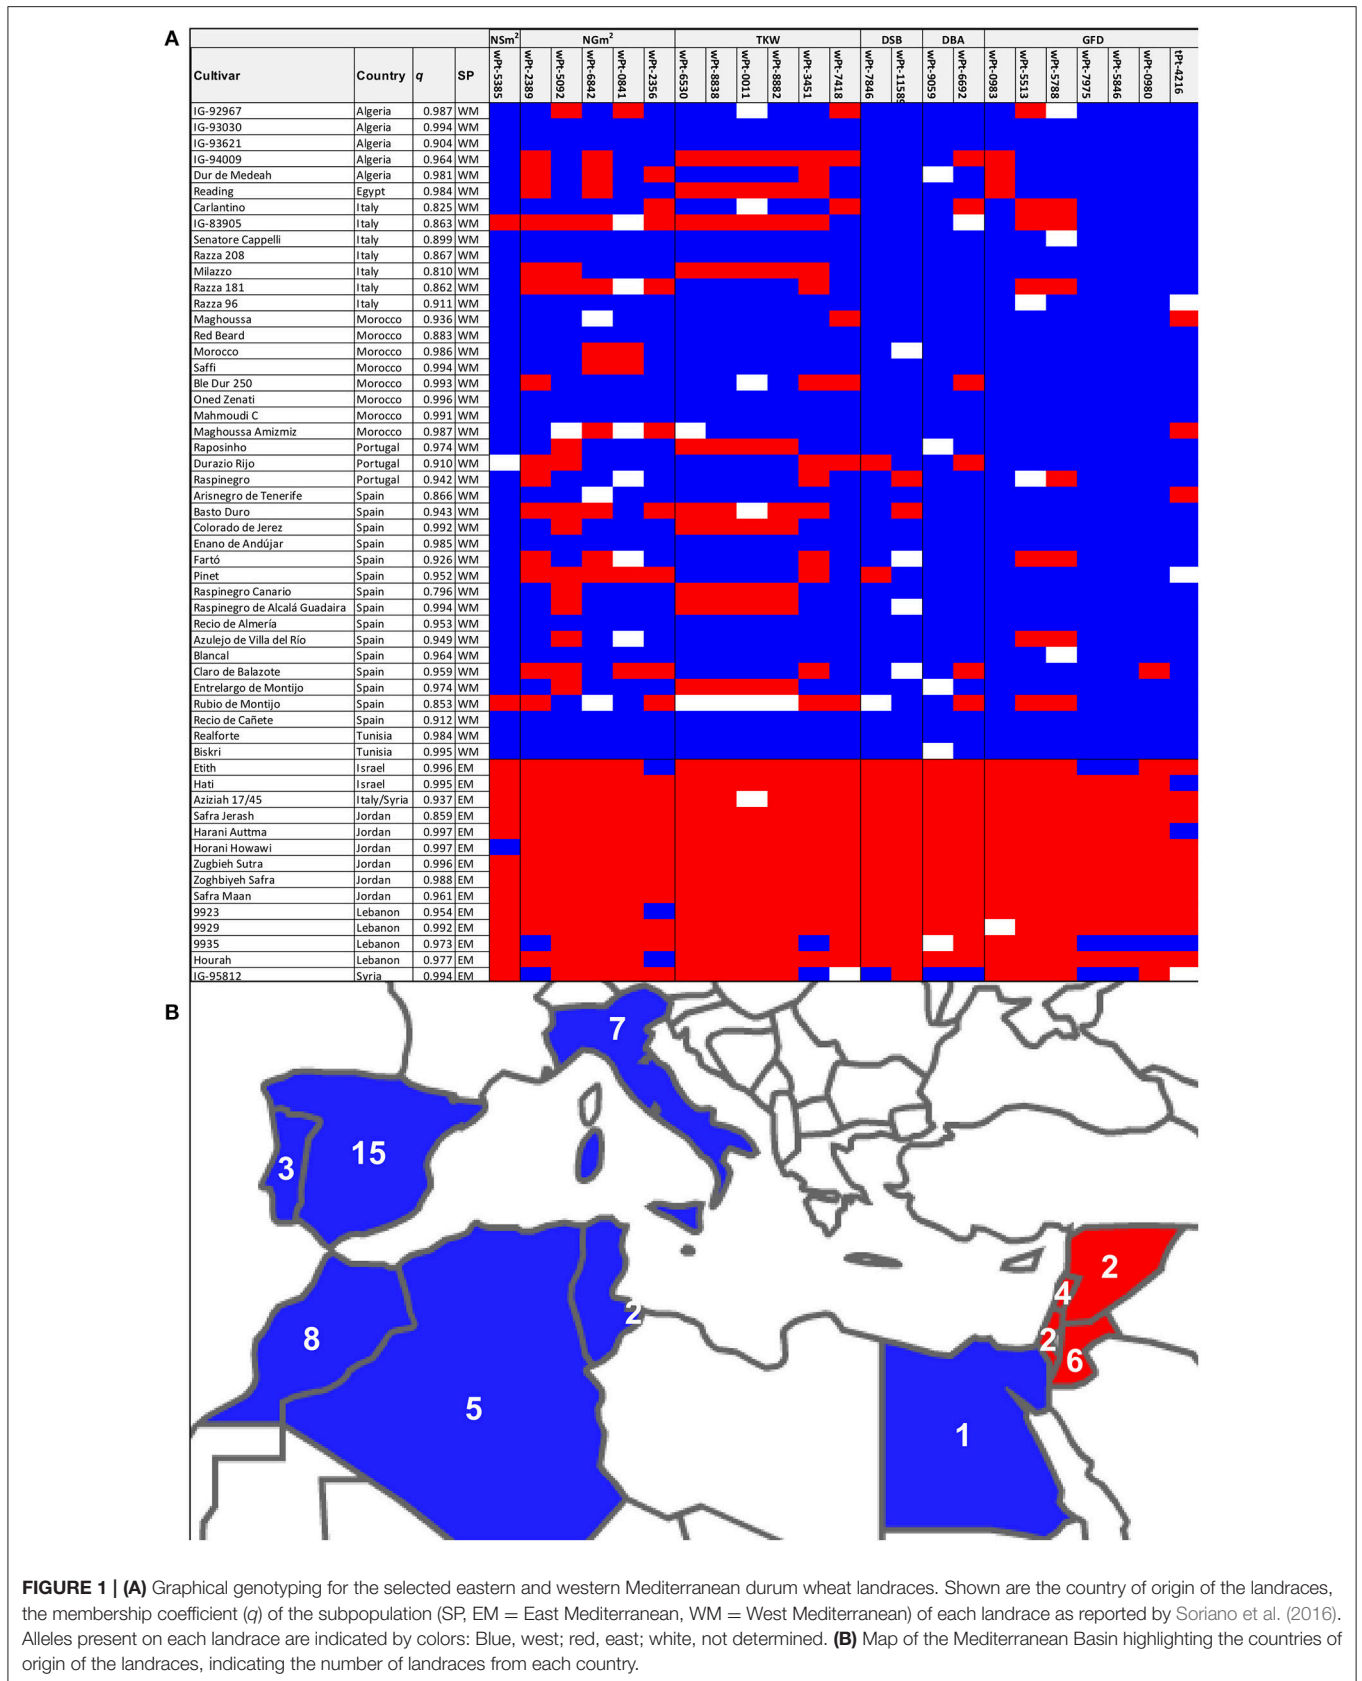 A
NSm² NGm² TKW DSB DBA GFD
Cultivar Country q SP wPt-5385 wPt-2389 wPt-5092 wPt-6842 wPt-0841 wPt-2356 wPt-6530 wPt-8838 wPt-0011 wPt-8882 wPt-3451 wPt-7418 wPt-7846 wPt-11589 wPt-9059 wPt-6692 wPt-0983 wPt-5513 wPt-5788 wPt-7975 wPt-5846 wPt-0980 tPt-4216
IG-92967 Algeria 0.987 WM
IG-93030 Algeria 0.994 WM
IG-93621 Algeria 0.904 WM
IG-94009 Algeria 0.964 WM
Dur de Medeah Algeria 0.981 WM
Reading Egypt 0.984 WM
Carlantino Italy 0.825 WM
IG-83905 Italy 0.863 WM
Senatore Cappelli Italy 0.899 WM
Razza 208 Italy 0.867 WM
Milazzo Italy 0.810 WM
Razza 181 Italy 0.862 WM
Razza 96 Italy 0.911 WM
Maghoussa Morocco 0.936 WM
Red Beard Morocco 0.883 WM
Morocco Morocco 0.986 WM
Saffi Morocco 0.994 WM
Ble Dur 250 Morocco 0.993 WM
Oned Zenati Morocco 0.996 WM
Mahmoudi C Morocco 0.991 WM
Maghoussa Amizmiz Morocco 0.987 WM
Raposinho Portugal 0.974 WM
Durazio Rijo Portugal 0.910 WM
Raspinegro Portugal 0.942 WM
Arisnegro de Tenerife Spain 0.866 WM
Basto Duro Spain 0.943 WM
Colorado de Jerez Spain 0.992 WM
Enano de Andújar Spain 0.985 WM
Fartó Spain 0.926 WM
Pinet Spain 0.952 WM
Raspinegro Canario Spain 0.796 WM
Raspinegro de Alcalá Guadaira Spain 0.994 WM
Recio de Almería Spain 0.953 WM
Azulejo de Villa del Río Spain 0.949 WM
Blancal Spain 0.964 WM
Claro de Balazote Spain 0.959 WM
Entrelargo de Montijo Spain 0.974 WM
Rubio de Montijo Spain 0.853 WM
Recio de Cañete Spain 0.912 WM
Realforte Tunisia 0.984 WM
Biskri Tunisia 0.995 WM
Etith Israel 0.996 EM
Hati Israel 0.995 EM
Aziziah 17/45 Italy/Syria 0.937 EM
Safra Jerash Jordan 0.859 EM
Harani Auttma Jordan 0.997 EM
Horani Howawi Jordan 0.997 EM
Zugbieh Sutra Jordan 0.996 EM
Zoghbiyeh Safra Jordan 0.988 EM
Safra Maan Jordan 0.961 EM
9923 Lebanon 0.954 EM
9929 Lebanon 0.992 EM
9935 Lebanon 0.973 EM
Hourah Lebanon 0.977 EM
IG-95812 Syria 0.994 EM
B
7
15
3
2
4
2
2
6
8
5
1
FIGURE 1 | (A) Graphical genotyping for the selected eastern and western Mediterranean durum wheat landraces. Shown are the country of origin of the landraces,
the membership coefficient (q) of the subpopulation (SP, EM = East Mediterranean, WM = West Mediterranean) of each landrace as reported by Soriano et al. (2016).
Alleles present on each landrace are indicated by colors: Blue, west; red, east; white, not determined. (B) Map of the Mediterranean Basin highlighting the countries of
origin of the landraces, indicating the number of landraces from each country.